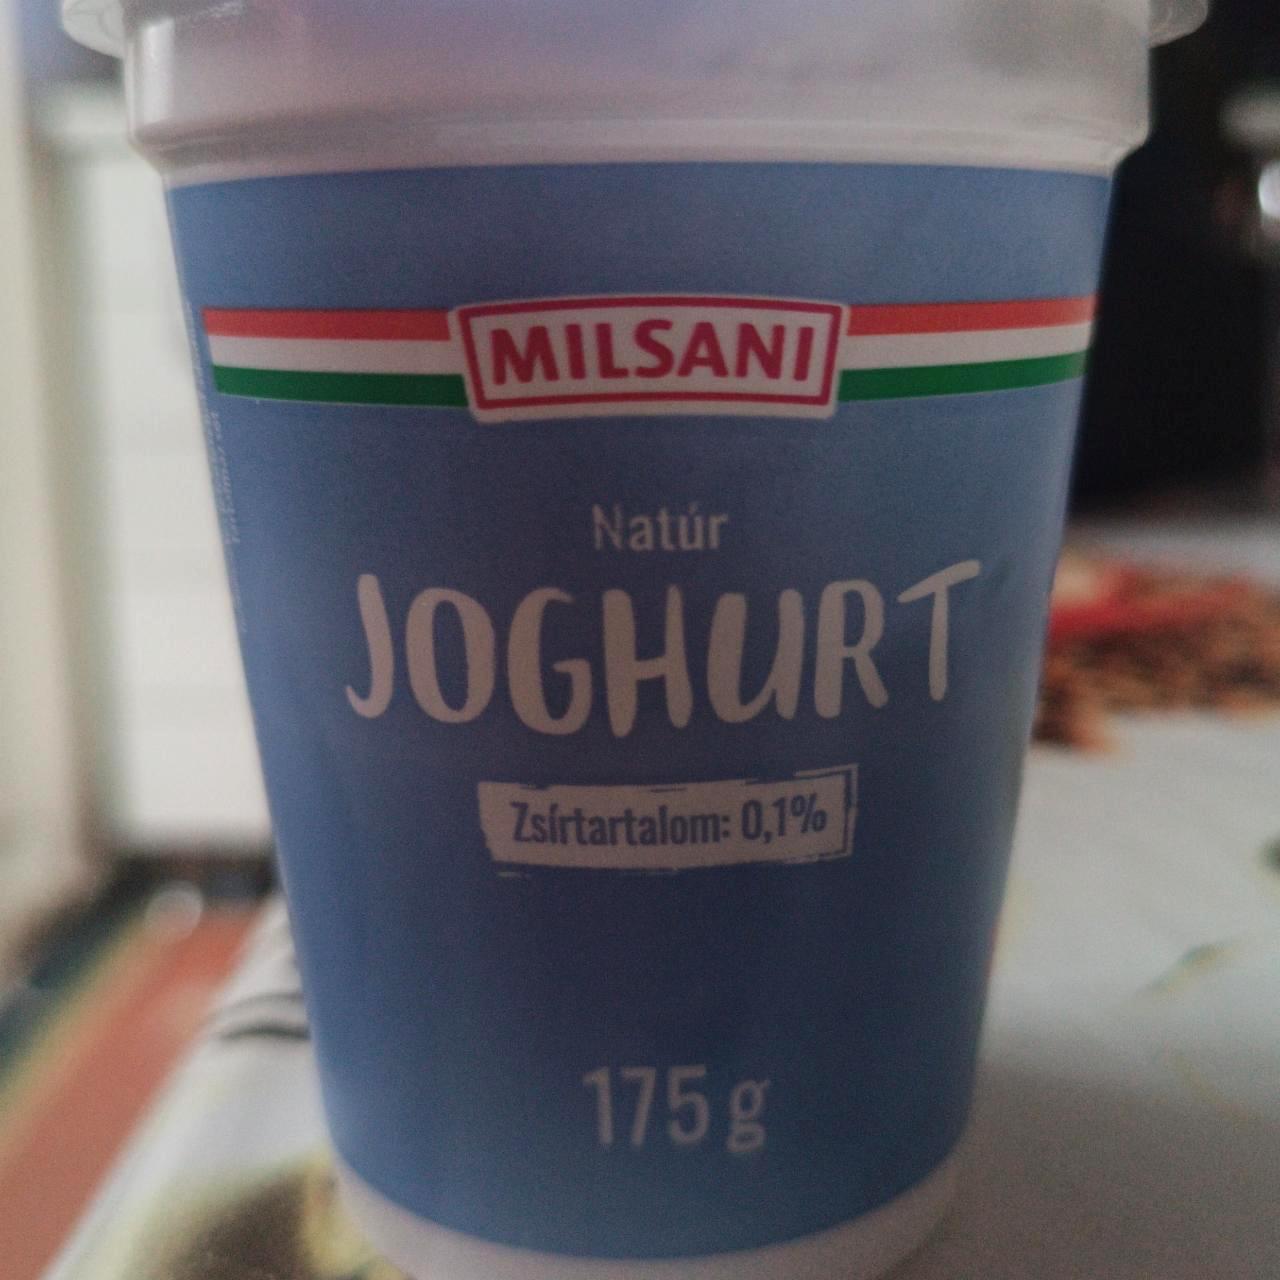 MILSANI
Natúr
JOGHURT
Zsírtartalom: 0,1%
175 g